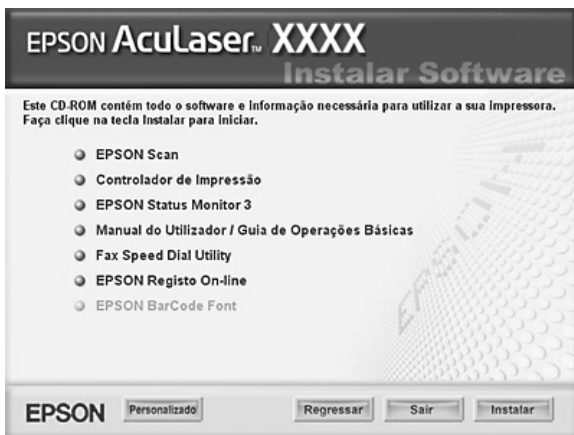 EPSON AcuLaser™ XXXX
Instalar Software
Este CD-ROM contém todo o software e Informação necessária para utilizar a sua Impressora.
Faça clique na tecla Instalar para iniciar.
EPSON Scan
Controlador de Impressão
EPSON Status Monitor 3
Manual do Utilizador / Guia de Operações Básicas
Fax Speed Dial Utility
EPSON Registo On-line
EPSON BarCode Font
EPSON
EPSON Personalizado Regressar Sair Instalar